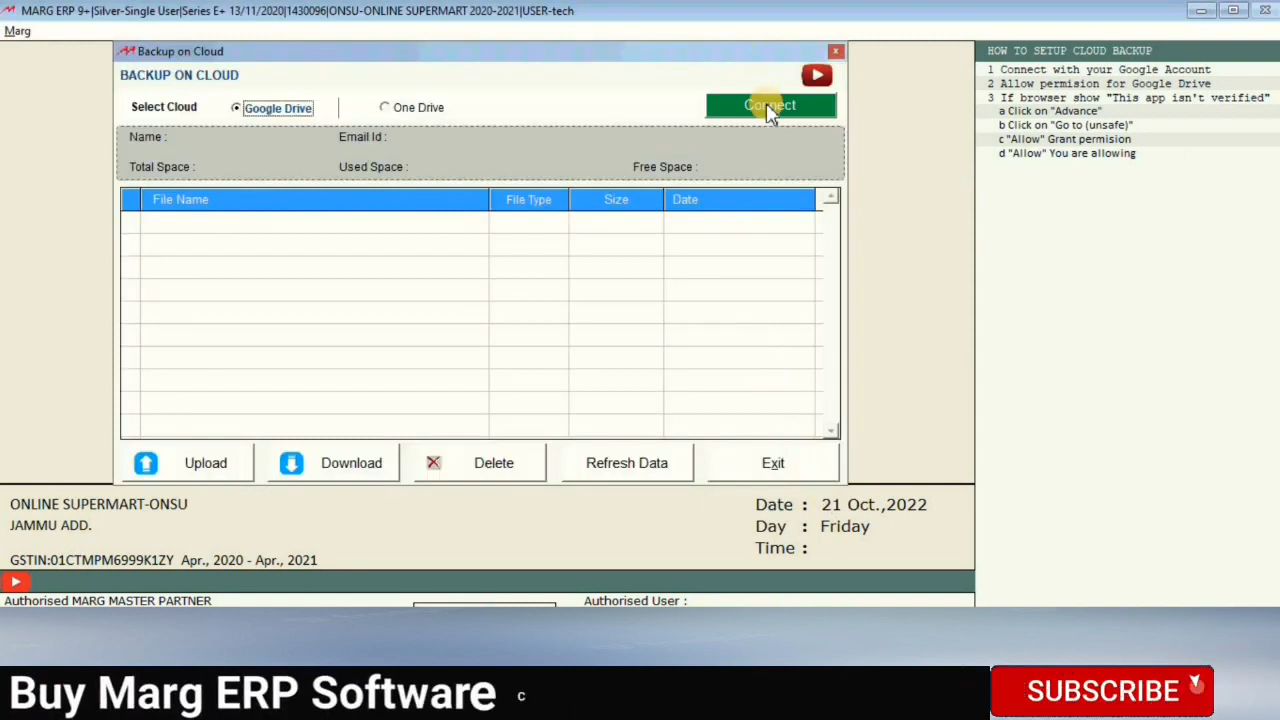 MARG ERP 9+|Silver-Single User|Series E+ 13/11/2020|1430096|ONSU-ONLINE SUPERMART 2020-2021|USER-tech
Marg
Backup on Cloud
BACKUP ON CLOUD
Select Cloud Google Drive One Drive Connect
Name : Email Id :
Total Space : Used Space : Free Space :
File Name File Type Size Date
Upload Download Delete Refresh Data Exit
HOW TO SETUP CLOUD BACKUP
1 Connect with your Google Account
2 Allow permision for Google Drive
3 If browser show "This app isn't verified"
a Click on "Advance"
b Click on "Go to (unsafe)"
c "Allow" Grant permision
d "Allow" You are allowing
ONLINE SUPERMART-ONSU
JAMMU ADD.
GSTIN:01CTMPM6999K1ZY Apr., 2020 - Apr., 2021
Date : 21 Oct.,2022
Day : Friday
Time :
Authorised MARG MASTER PARTNER Authorised User :
Buy Marg ERP Software c
SUBSCRIBE